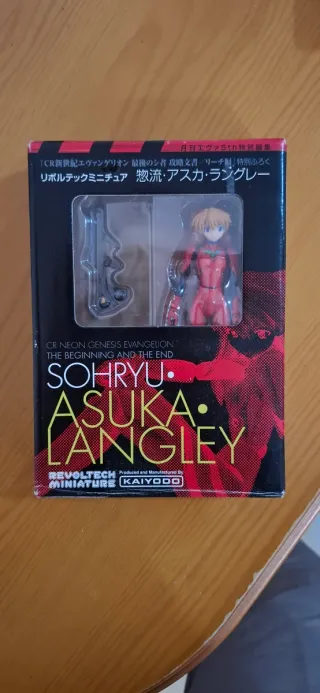 月刊エヴァ5th特別編集
「CR新世紀エヴァンゲリオン 最後のシ者 攻略文書/リーチ編」特別ふろく
リボルテックミニチュア 惣流・アスカ・ラングレー
CR NEON GENESIS EVANGELION
THE BEGINNING AND THE END
SOHRYU・
ASUKA・
LANGLEY
REVOLTECH MINIATURE
Produced and Manufactured By
KAIYODO